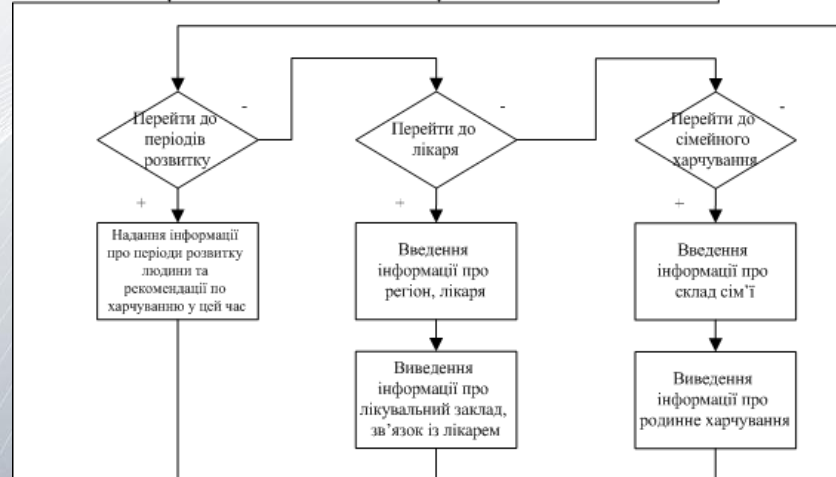 -
Перейти до
періодів
розвитку
-
Перейти до
лікаря
-
Перейти до
сімейного
харчування
+
+
+
Надання інформації
про періоди розвитку
людини та
рекомендації по
харчуванню у цей час
Введення
інформації про
регіон, лікаря
Введення
інформації про
склад сім’ї
Виведення
інформації про
лікувальний заклад,
зв’язок із лікарем
Виведення
інформації про
родинне харчування